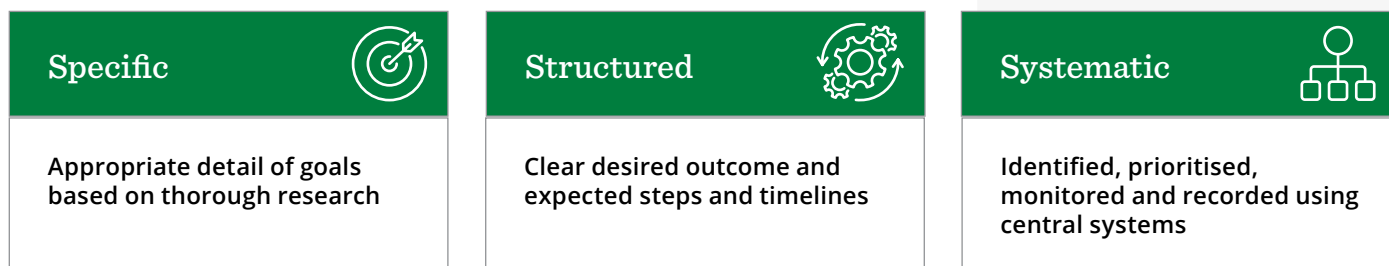 Specific
Appropriate detail of goals
based on thorough research
Structured
Clear desired outcome and
expected steps and timelines
Systematic
Identified, prioritised,
monitored and recorded using
central systems